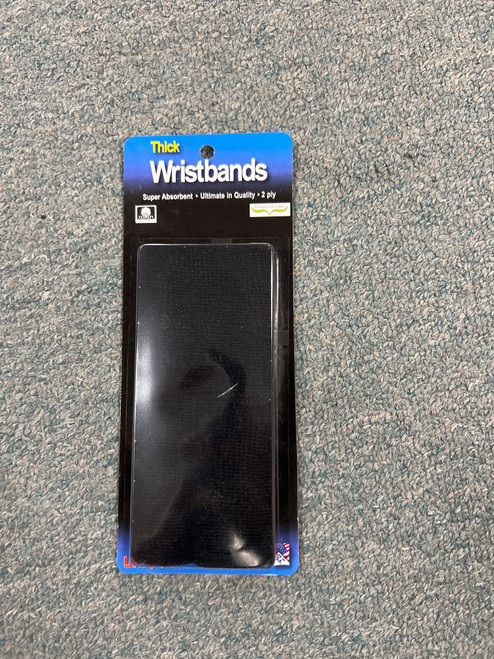 Thick
Wristbands
Super Absorbent • Ultimate in Quality • 2 ply